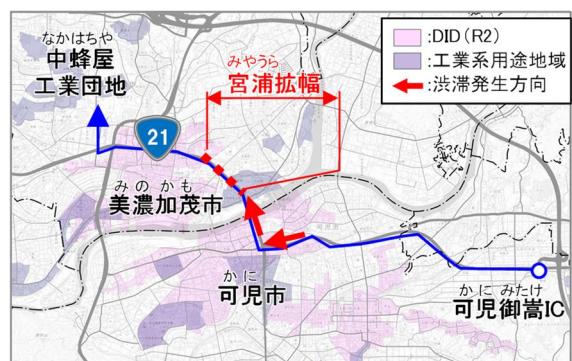 なかはちや
中蜂屋
工業団地
みやうら
宮浦拡幅
:DID(R2)
:工業系用途地域
:渋滞発生方向
21
みのかも
美濃加茂市
かに
可児市
かに みたけ
可児御嵩IC